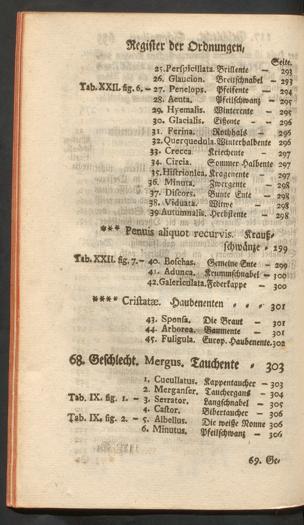 Register der Ordnungen,
Seite.
25. Perspicillata. Brillente - 293
26. Glaucion. Breitschnabel - 293
Tab. XXII. fig. 6. - 27. Penelops. Pfeifente - 294
28. Acuta. Pfeilschwanz - 295
29. Hyemalis. Winterente - 295
30. Glacialis. Eißente - - 296
31. Ferina. Rothhals - 296
32. Querquedula. Winterhalbente 296
33. Crecca Kriechente - 297
34. Circia. Sommer-Halbente 297
35. Histrionica. Kragenente - 297
36. Minuta. Zwergente - 298
37. Discors. Bunte Ente - 298
38. Viduata. Witwe - 298
39. Autumnalis. Herbstente - 298
*** Pennis aliquot recurvis. Krauß-
schwänze - 299
Tab. XXII. fig. 7. - 40. Boschas. Gemeine Ente - 299
41. Adunca. Krummschnabel - 300
42. Galericulata. Federkappe - 300
**** Cristatæ. Haubenenten - - 301
43. Sponsa. Die Braut - 301
44. Arborea. Baumente - 301
45. Fuligula. Europ. Haubente. 302
68. Geschlecht. Mergus. Tauchente - 303
1. Cucullatus. Kappentaucher - 303
2. Merganser. Tauchergans - 304
Tab. IX. fig. 1. - 3. Serrator. Langschnabel - 305
4. Castor. Bibertaucher - 306
Tab. IX. fig. 2. - 5. Albellus. Die weiße Nonne 306
6. Minutus. Pfeilschwanz - 306
69. Ge-